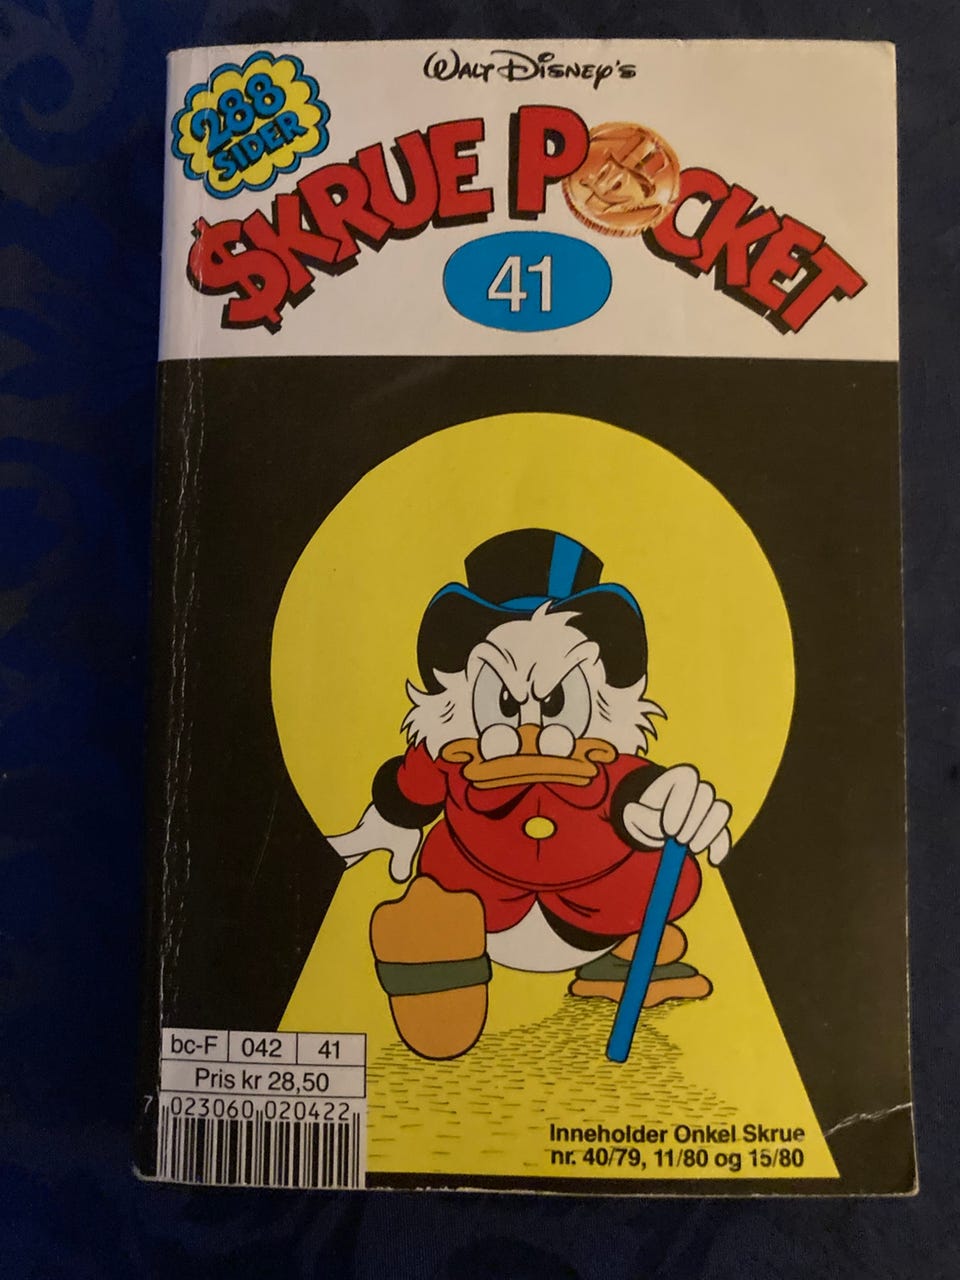 288
SIDER
WALT DISNEY'S
$KRUE POCKET
41
bc-F 042 41
Pris kr 28,50
7 023060 020422
Inneholder Onkel Skrue
nr. 40/79, 11/80 og 15/80